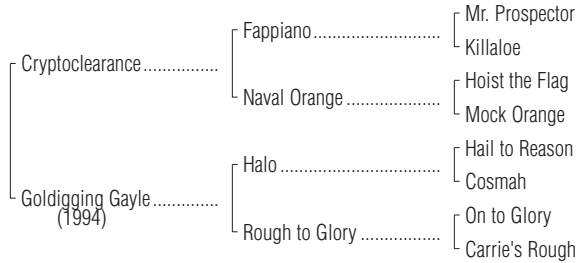 Mr. Prospector
Fappiano
Killaloe
Cryptoclearance
Hoist the Flag
Naval Orange
Mock Orange
Hail to Reason
Halo
Cosmah
Goldigging Gayle
(1994)
On to Glory
Rough to Glory
Carrie's Rough